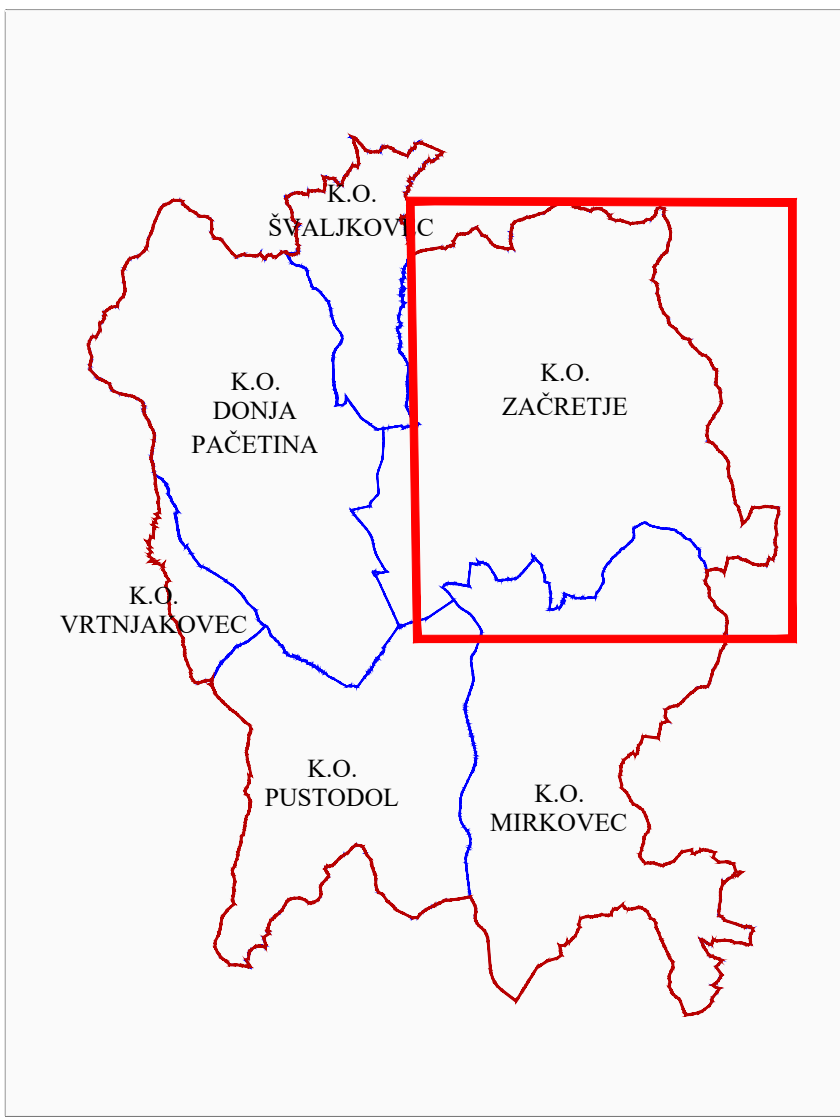 K.O.
ŠVALJKOVEC
K.O.
ZAČRETJE
K.O.
DONJA
PAČETINA
K.O.
VRTNJAKOVEC
K.O.
PUSTODOL
K.O.
MIRKOVEC